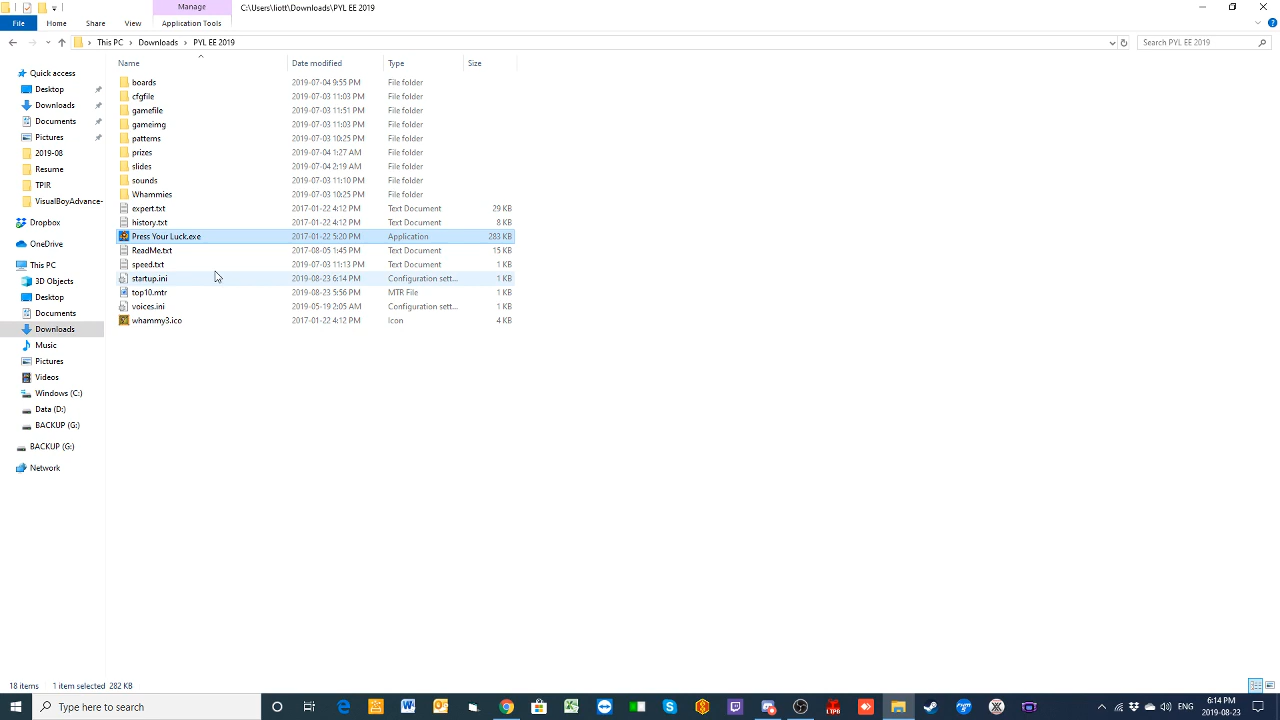 Manage
C:\Users\liott\Downloads\PYL EE 2019
File Home Share View Application Tools
This PC Downloads PYL EE 2019
Search PYL EE 2019
Name Date modified Type Size
Quick access
Desktop
Downloads
Documents
Pictures
2019-08
Resume
TPIR
VisualBoyAdvance-
Dropbox
OneDrive
This PC
3D Objects
Desktop
Documents
Downloads
Music
Pictures
Videos
Windows (C:)
Data (D:)
BACKUP (G:)
BACKUP (G:)
Network
boards 2019-07-04 9:55 PM File folder
cfgfile 2019-07-03 11:03 PM File folder
gamefile 2019-07-03 11:51 PM File folder
gameimg 2019-07-03 11:03 PM File folder
patterns 2019-07-03 10:25 PM File folder
prizes 2019-07-04 1:27 AM File folder
slides 2019-07-04 2:19 AM File folder
sounds 2019-07-03 11:10 PM File folder
Whammies 2019-07-03 10:25 PM File folder
expert.txt 2017-01-22 4:12 PM Text Document 29 KB
history.txt 2017-01-22 4:12 PM Text Document 8 KB
Press Your Luck.exe 2017-01-22 5:20 PM Application 283 KB
ReadMe.txt 2017-08-05 1:45 PM Text Document 15 KB
speed.txt 2019-07-03 11:13 PM Text Document 1 KB
startup.ini 2019-08-23 6:14 PM Configuration sett... 1 KB
top10.mtr 2019-08-23 5:56 PM MTR File 1 KB
voices.ini 2019-05-19 2:05 AM Configuration sett... 1 KB
whammy3.ico 2017-01-22 4:12 PM Icon 4 KB
18 items 1 item selected 282 KB
Type here to search
LTPB
ENG
6:14 PM
2019-08-23